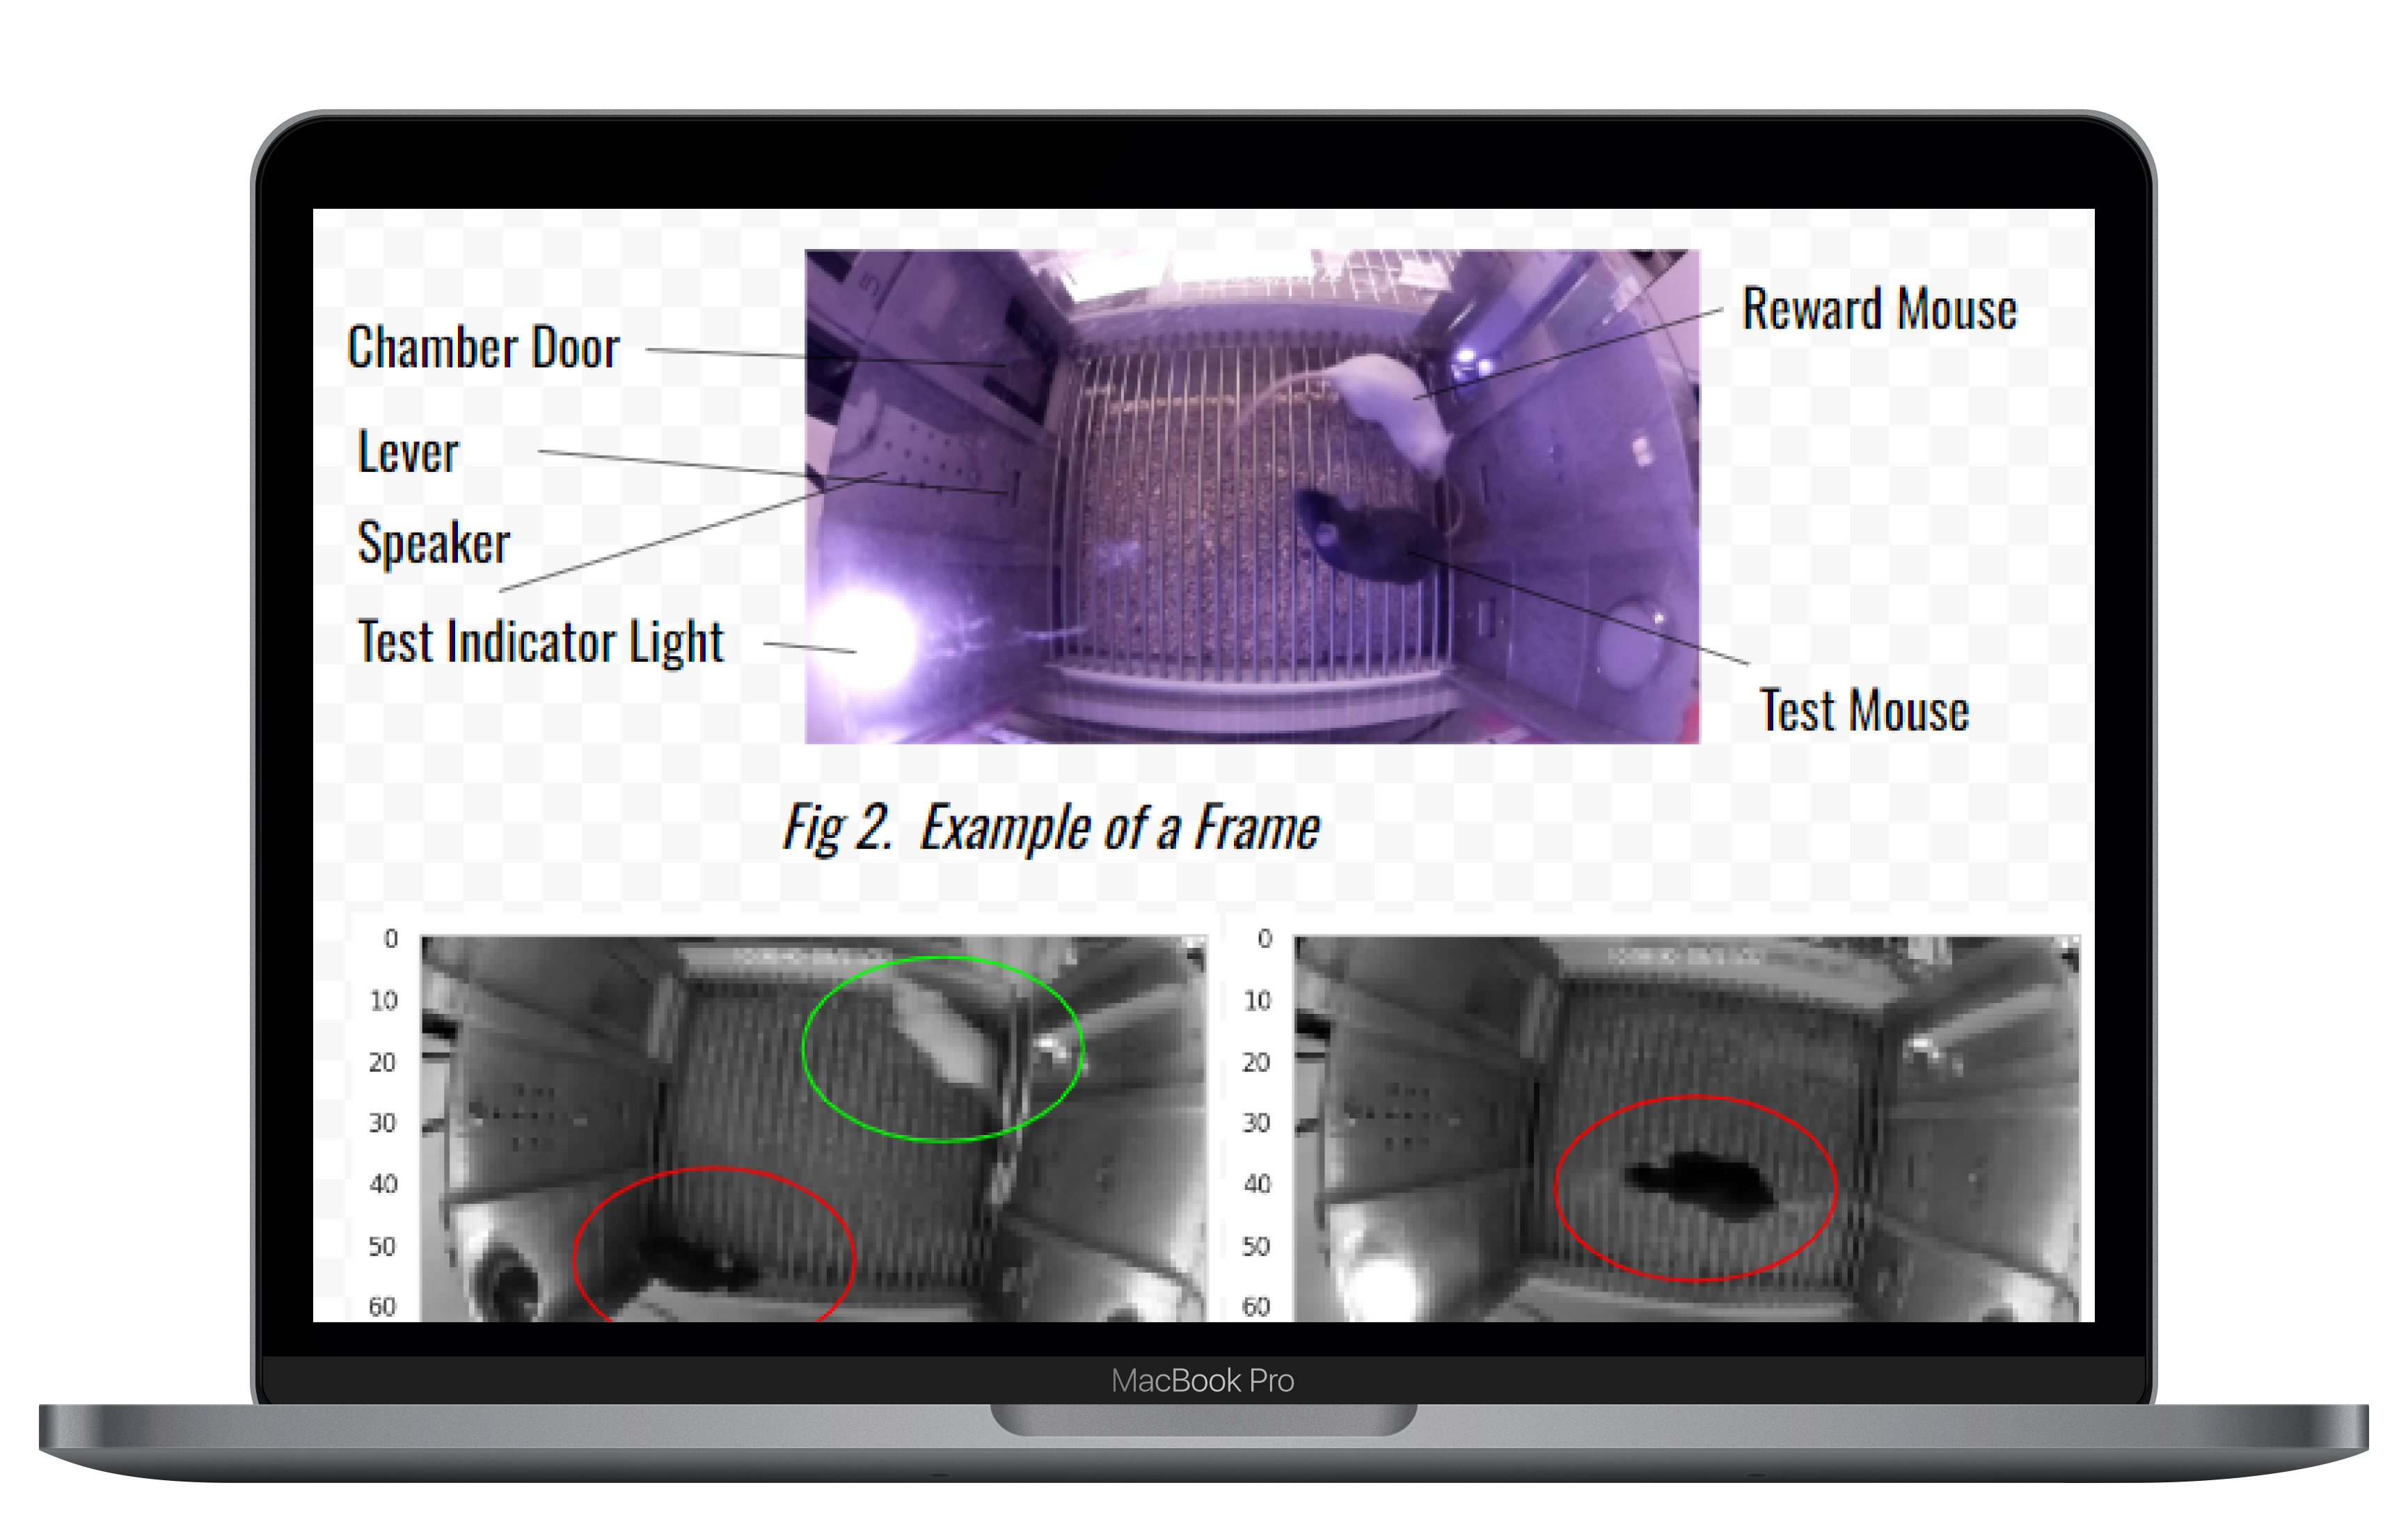 Chamber Door
Lever
Speaker
Test Indicator Light
Reward Mouse
Test Mouse
Fig 2. Example of a Frame
0
10
20
30
40
50
60
0
10
20
30
40
50
60
MacBook Pro